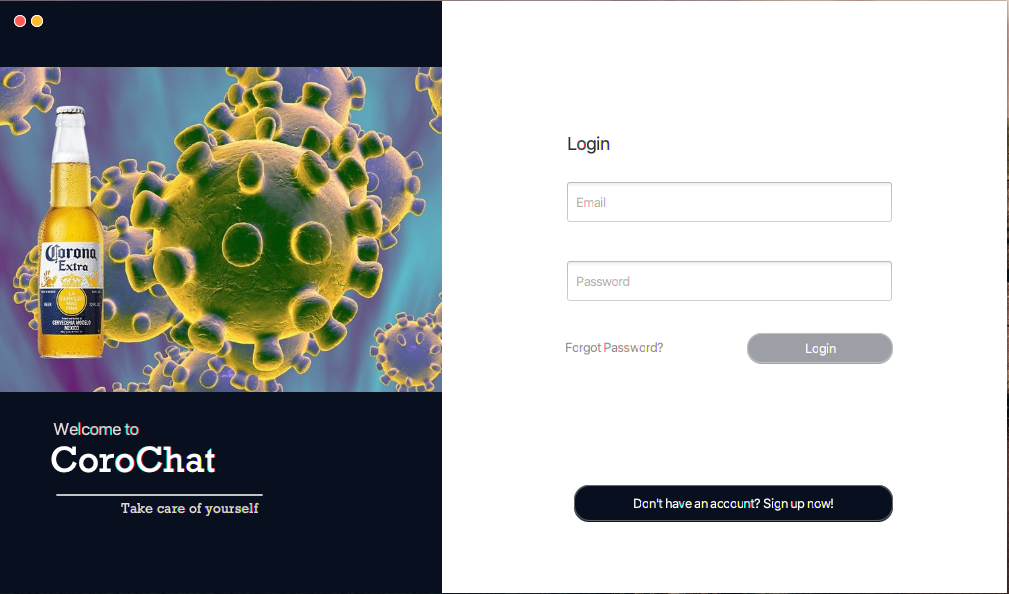 Corona
Extra
Welcome to
CoroChat
Take care of yourself
Login
Email
Password
Forgot Password?
Login
Don't have an account? Sign up now!